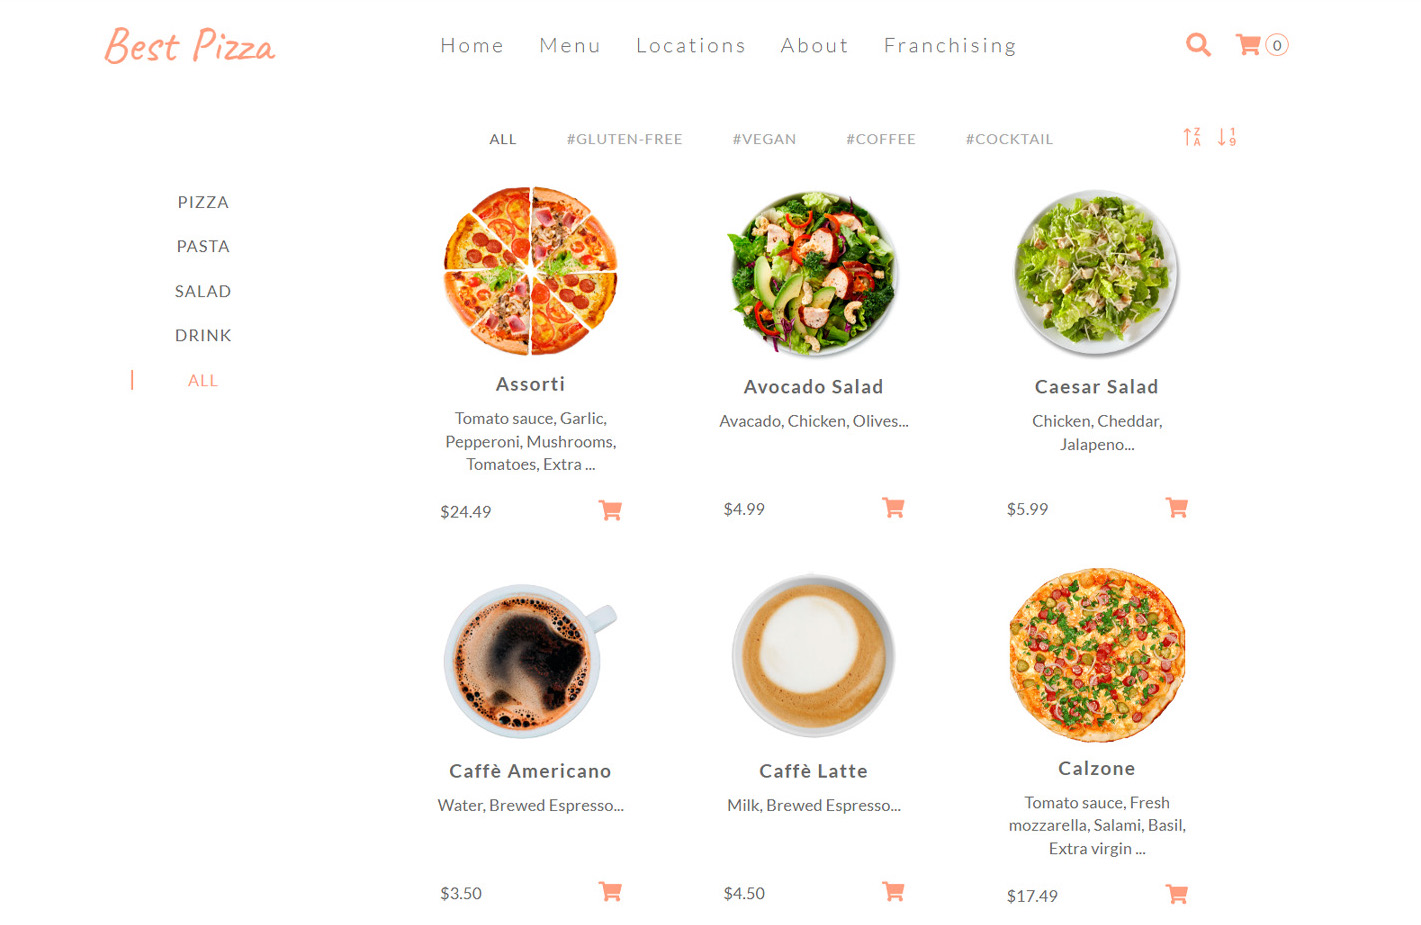 Best Pizza
Home Menu Locations About Franchising
0
ALL #GLUTEN-FREE #VEGAN #COFFEE #COCKTAIL
Z
A
1
9
PIZZA
PASTA
SALAD
DRINK
ALL
Assorti
Tomato sauce, Garlic,
Pepperoni, Mushrooms,
Tomatoes, Extra ...
$24.49
Avocado Salad
Avacado, Chicken, Olives...
$4.99
Caesar Salad
Chicken, Cheddar,
Jalapeno...
$5.99
Caffè Americano
Water, Brewed Espresso...
$3.50
Caffè Latte
Milk, Brewed Espresso...
$4.50
Calzone
Tomato sauce, Fresh
mozzarella, Salami, Basil,
Extra virgin ...
$17.49